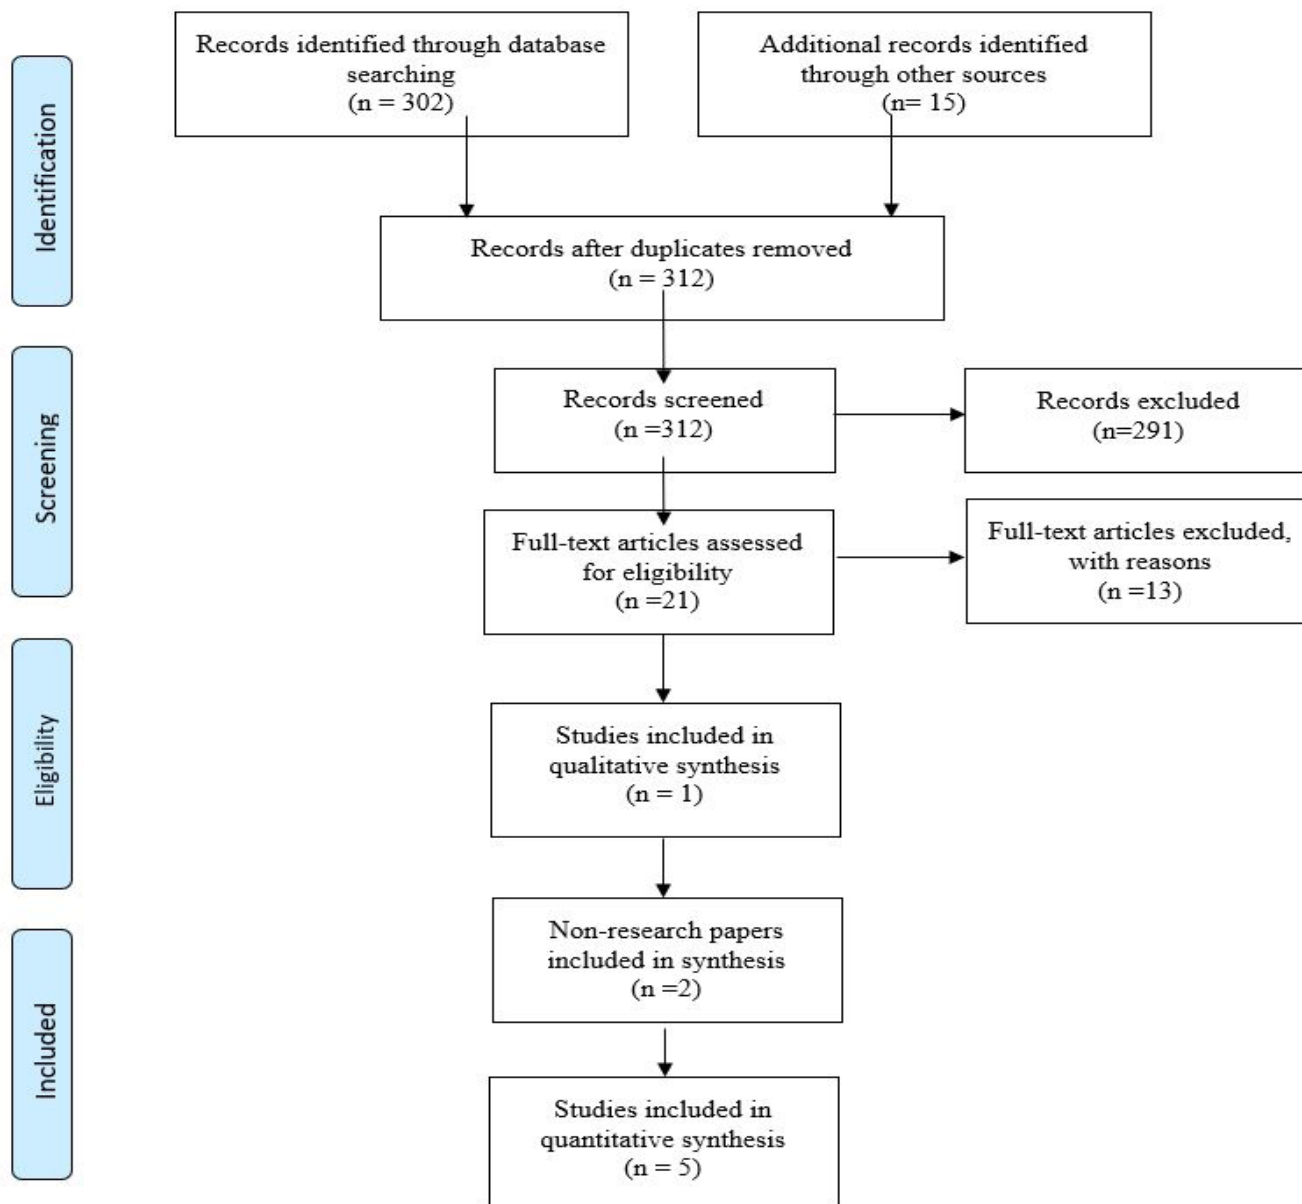 Identification
Records identified through database
searching
(n = 302)
Additional records identified
through other sources
(n= 15)
Records after duplicates removed
(n = 312)
Screening
Records screened
(n =312)
Records excluded
(n=291)
Full-text articles assessed
for eligibility
(n =21)
Full-text articles excluded,
with reasons
(n =13)
Eligibility
Studies included in
qualitative synthesis
(n = 1)
Included
Non-research papers
included in synthesis
(n =2)
Studies included in
quantitative synthesis
(n = 5)